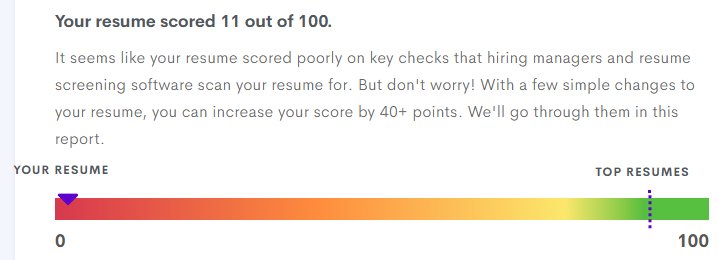 Your resume scored 11 out of 100.
It seems like your resume scored poorly on key checks that hiring managers and resume
screening software scan your resume for. But don't worry! With a few simple changes to
your resume, you can increase your score by 40+ points. We'll go through them in this
report.
YOUR RESUME
TOP RESUMES
0
100